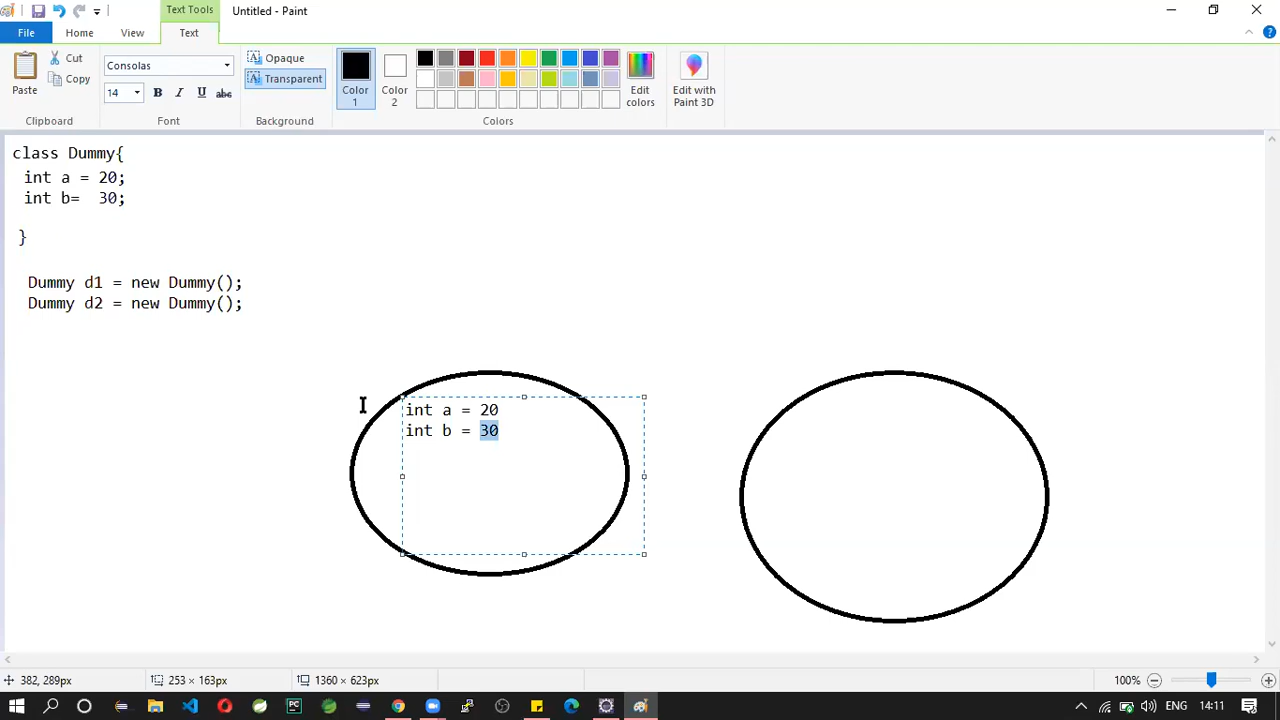 Text Tools
Untitled - Paint
File
Home
View
Text
Paste
Cut
Copy
Clipboard
Consolas
14
B
I
U
abc
Font
Opaque
Transparent
Background
Color 1
Color 2
Edit colors
Colors
Edit with Paint 3D
class Dummy{
int a = 20;
int b=  30;
}
Dummy d1 = new Dummy();
Dummy d2 = new Dummy();
int a = 20
int b = 30
382, 289px
253 × 163px
1360 × 623px
100%
PC
ENG
14:11